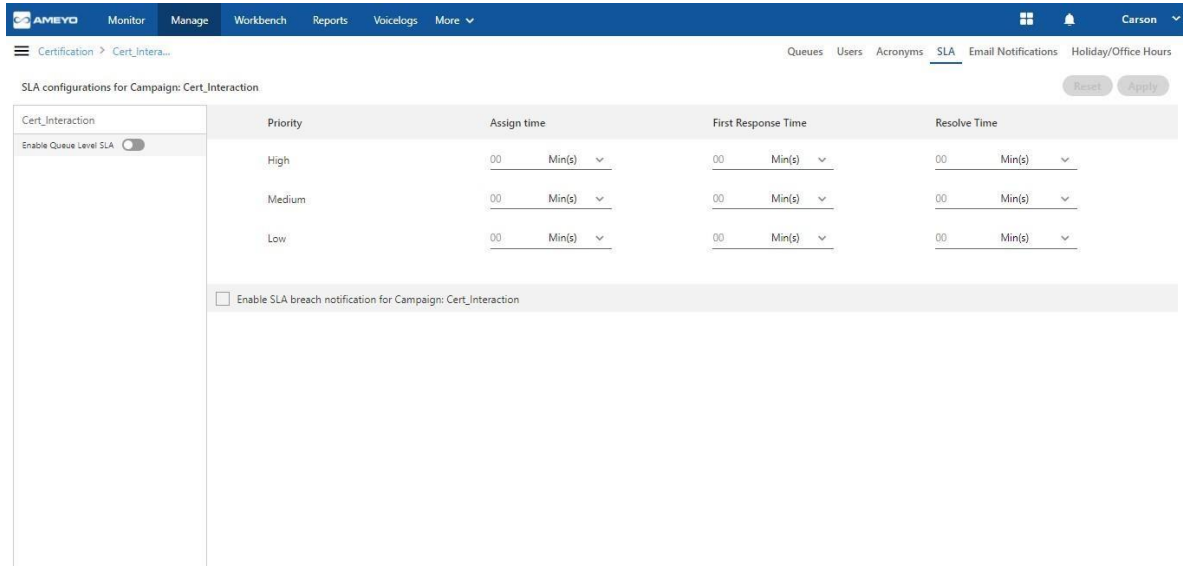 AMEYO Monitor Manage Workbench Reports Voicelogs More Carson
Certification > Cert_Intera... Queues Users Acronyms SLA Email Notifications Holiday/Office Hours
SLA configurations for Campaign: Cert_Interaction Reset Apply
Cert_Interaction Priority Assign time First Response Time Resolve Time
Enable Queue Level SLA
High 00 Min(s) 00 Min(s) 00 Min(s)
Medium 00 Min(s) 00 Min(s) 00 Min(s)
Low 00 Min(s) 00 Min(s) 00 Min(s)
Enable SLA breach notification for Campaign: Cert_Interaction